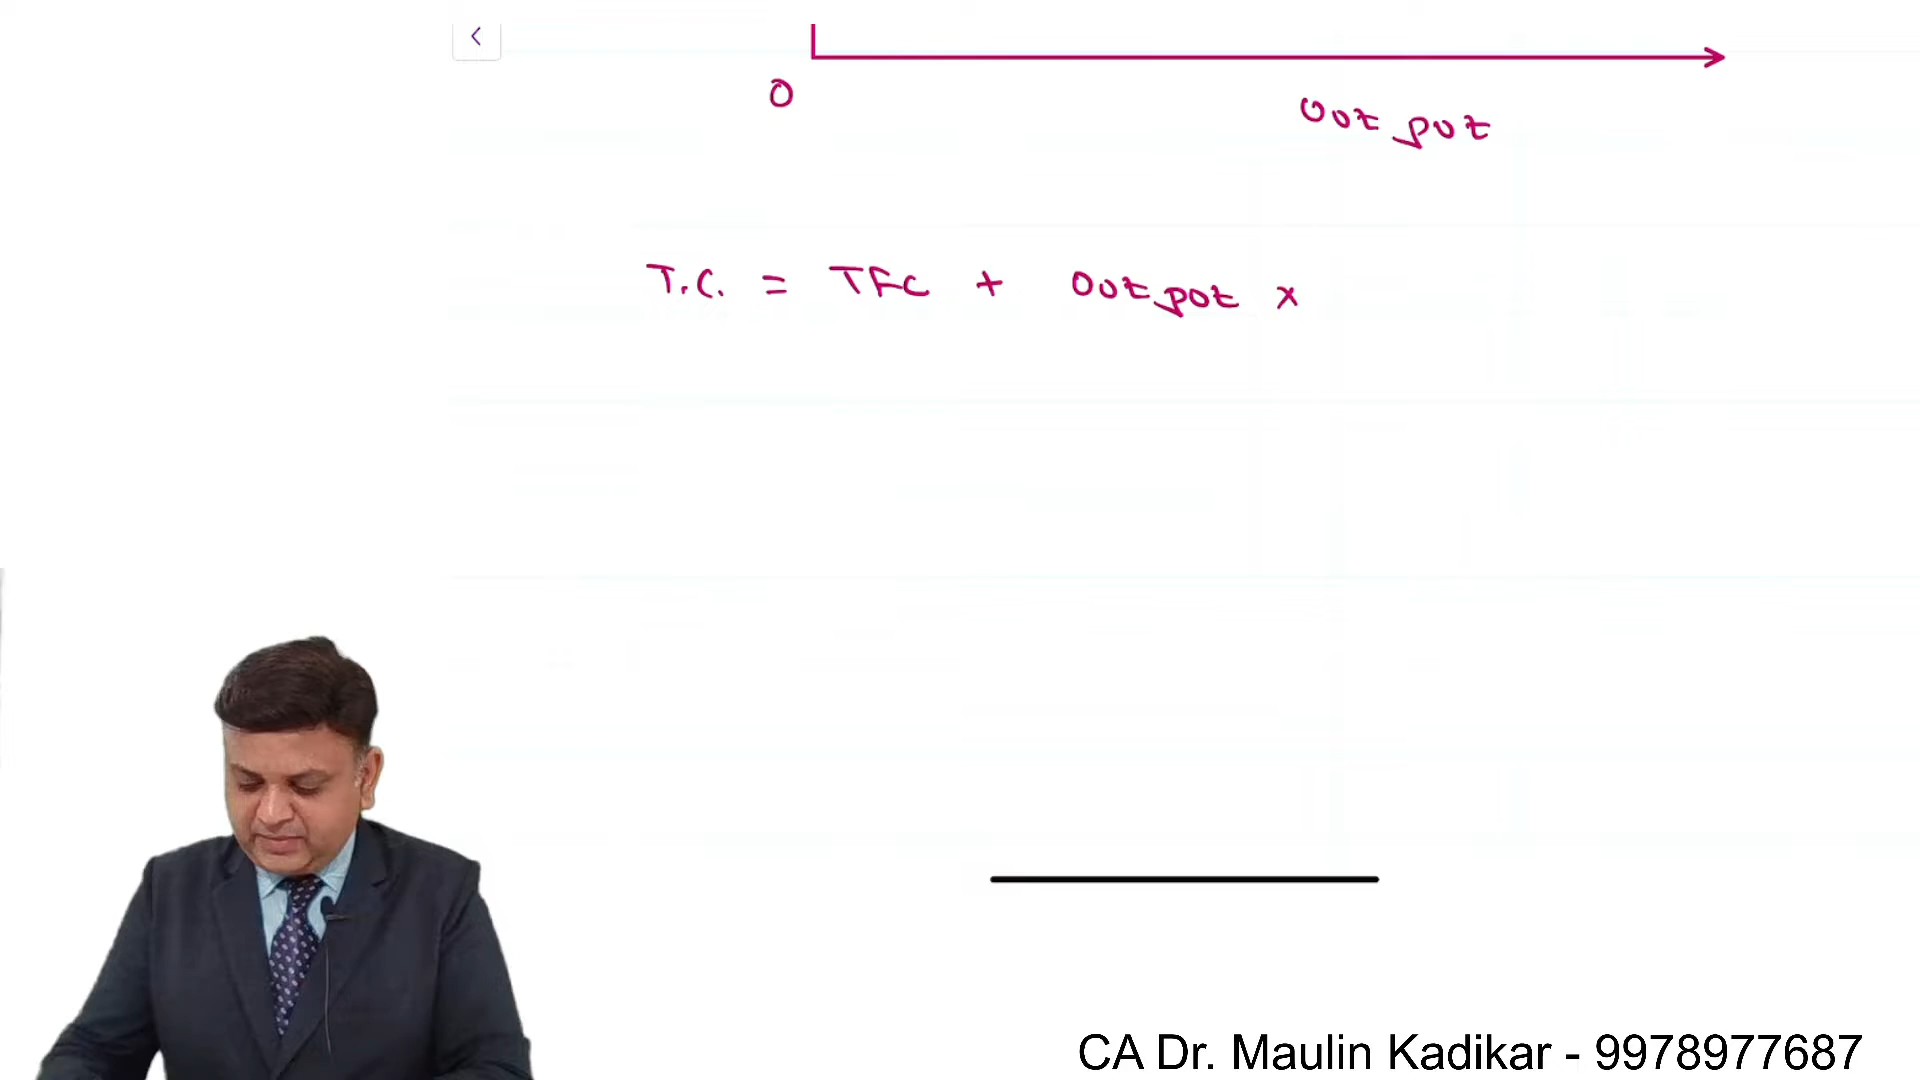 0
Output
T.C. = TFC + Output x
CA Dr. Maulin Kadikar - 9978977687